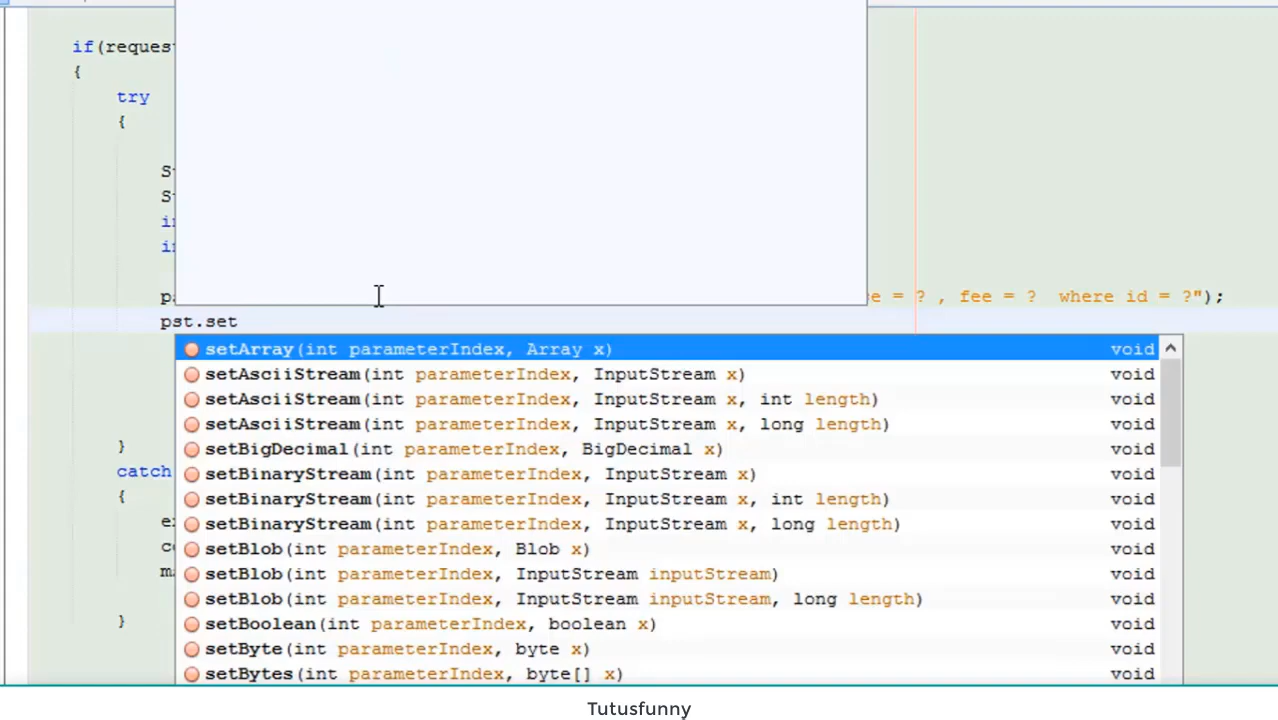 if(reques
{
try
{
S
S
in
in
= ? , fee = ? where id = ?");
pst.set
setArray(int parameterIndex, Array x) void
setAsciiStream(int parameterIndex, InputStream x) void
setAsciiStream(int parameterIndex, InputStream x, int length) void
setAsciiStream(int parameterIndex, InputStream x, long length) void
setBigDecimal(int parameterIndex, BigDecimal x) void
setBinaryStream(int parameterIndex, InputStream x) void
setBinaryStream(int parameterIndex, InputStream x, int length) void
setBinaryStream(int parameterIndex, InputStream x, long length) void
setBlob(int parameterIndex, Blob x) void
setBlob(int parameterIndex, InputStream inputStream) void
setBlob(int parameterIndex, InputStream inputStream, long length) void
setBoolean(int parameterIndex, boolean x) void
setByte(int parameterIndex, byte x) void
setBytes(int parameterIndex, byte[] x) void
}
catch
{
}
Tutusfunny